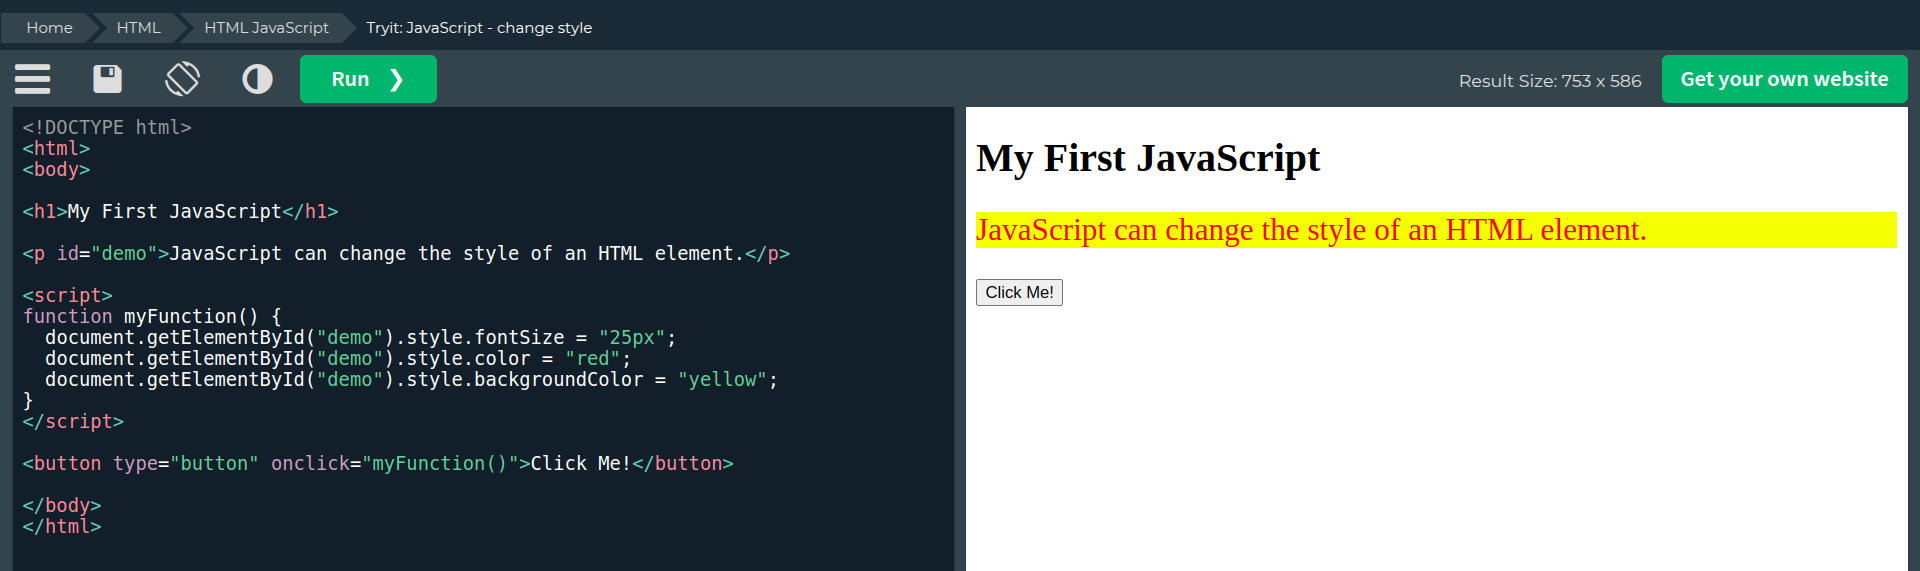 Home HTML HTML JavaScript Tryit: JavaScript - change style
Run ❯ Result Size: 753 x 586 Get your own website
<!DOCTYPE html>
<html>
<body>

<h1>My First JavaScript</h1>

<p id="demo">JavaScript can change the style of an HTML element.</p>

<script>
function myFunction() {
  document.getElementById("demo").style.fontSize = "25px";
  document.getElementById("demo").style.color = "red";
  document.getElementById("demo").style.backgroundColor = "yellow";
}
</script>

<button type="button" onclick="myFunction()">Click Me!</button>

</body>
</html>
My First JavaScript
JavaScript can change the style of an HTML element.
Click Me!